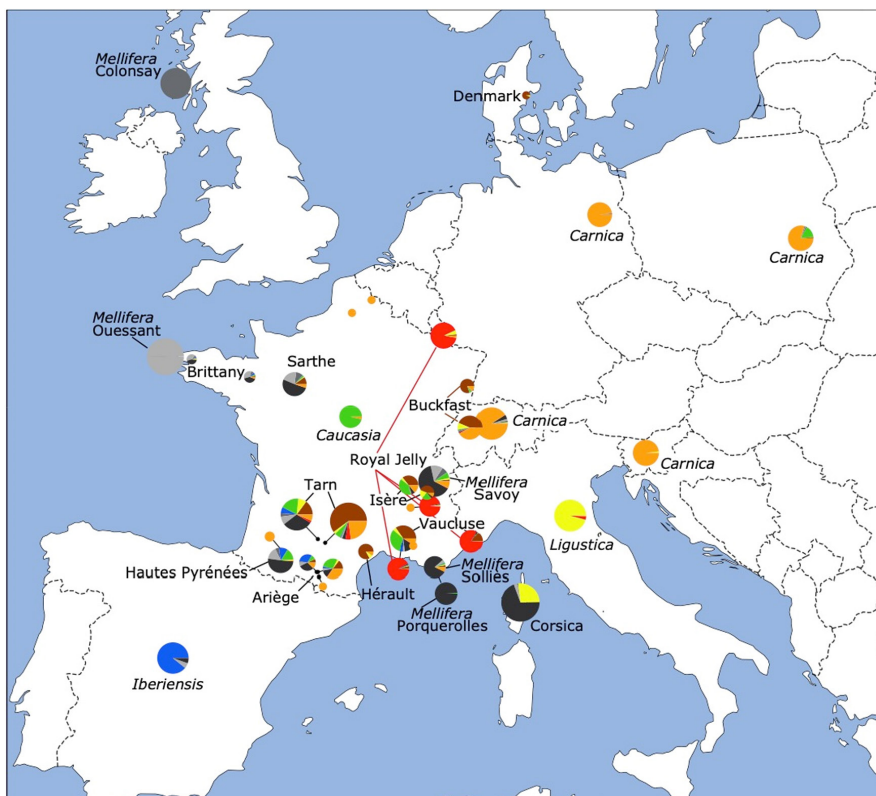 Mellifera
Colonsay
Denmark
Carnica
Carnica
Mellifera
Ouessant
Brittany
Sarthe
Buckfast
Caucasia
Carnica
Royal Jelly
Carnica
Mellifera
Savoy
Tarn
Isère
Vaucluse
Ligustica
Hautes Pyrénées
Ariège
Hérault
Mellifera
Sollies
Mellifera
Porquerolles
Corsica
Iberiensis